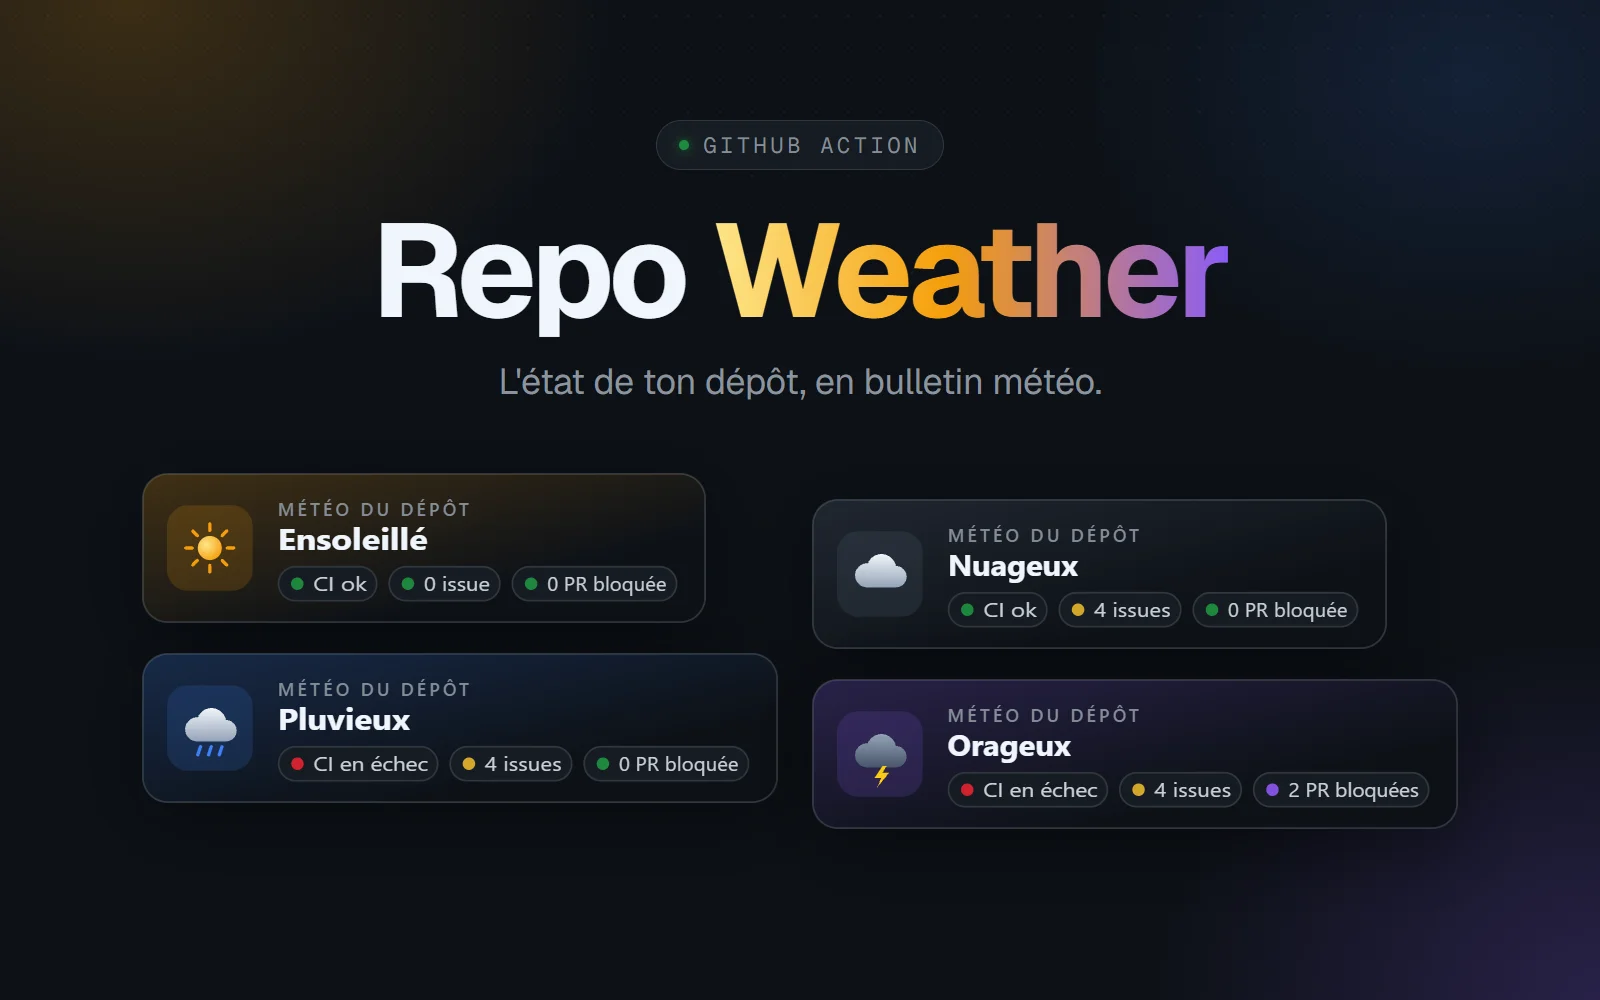 GITHUB ACTION
Repo Weather
L'état de ton dépôt, en bulletin météo.
MÉTÉO DU DÉPÔT
Ensoleillé
CI ok 0 issue 0 PR bloquée
MÉTÉO DU DÉPÔT
Nuageux
CI ok 4 issues 0 PR bloquée
MÉTÉO DU DÉPÔT
Pluvieux
CI en échec 4 issues 0 PR bloquée
MÉTÉO DU DÉPÔT
Orageux
CI en échec 4 issues 2 PR bloquées